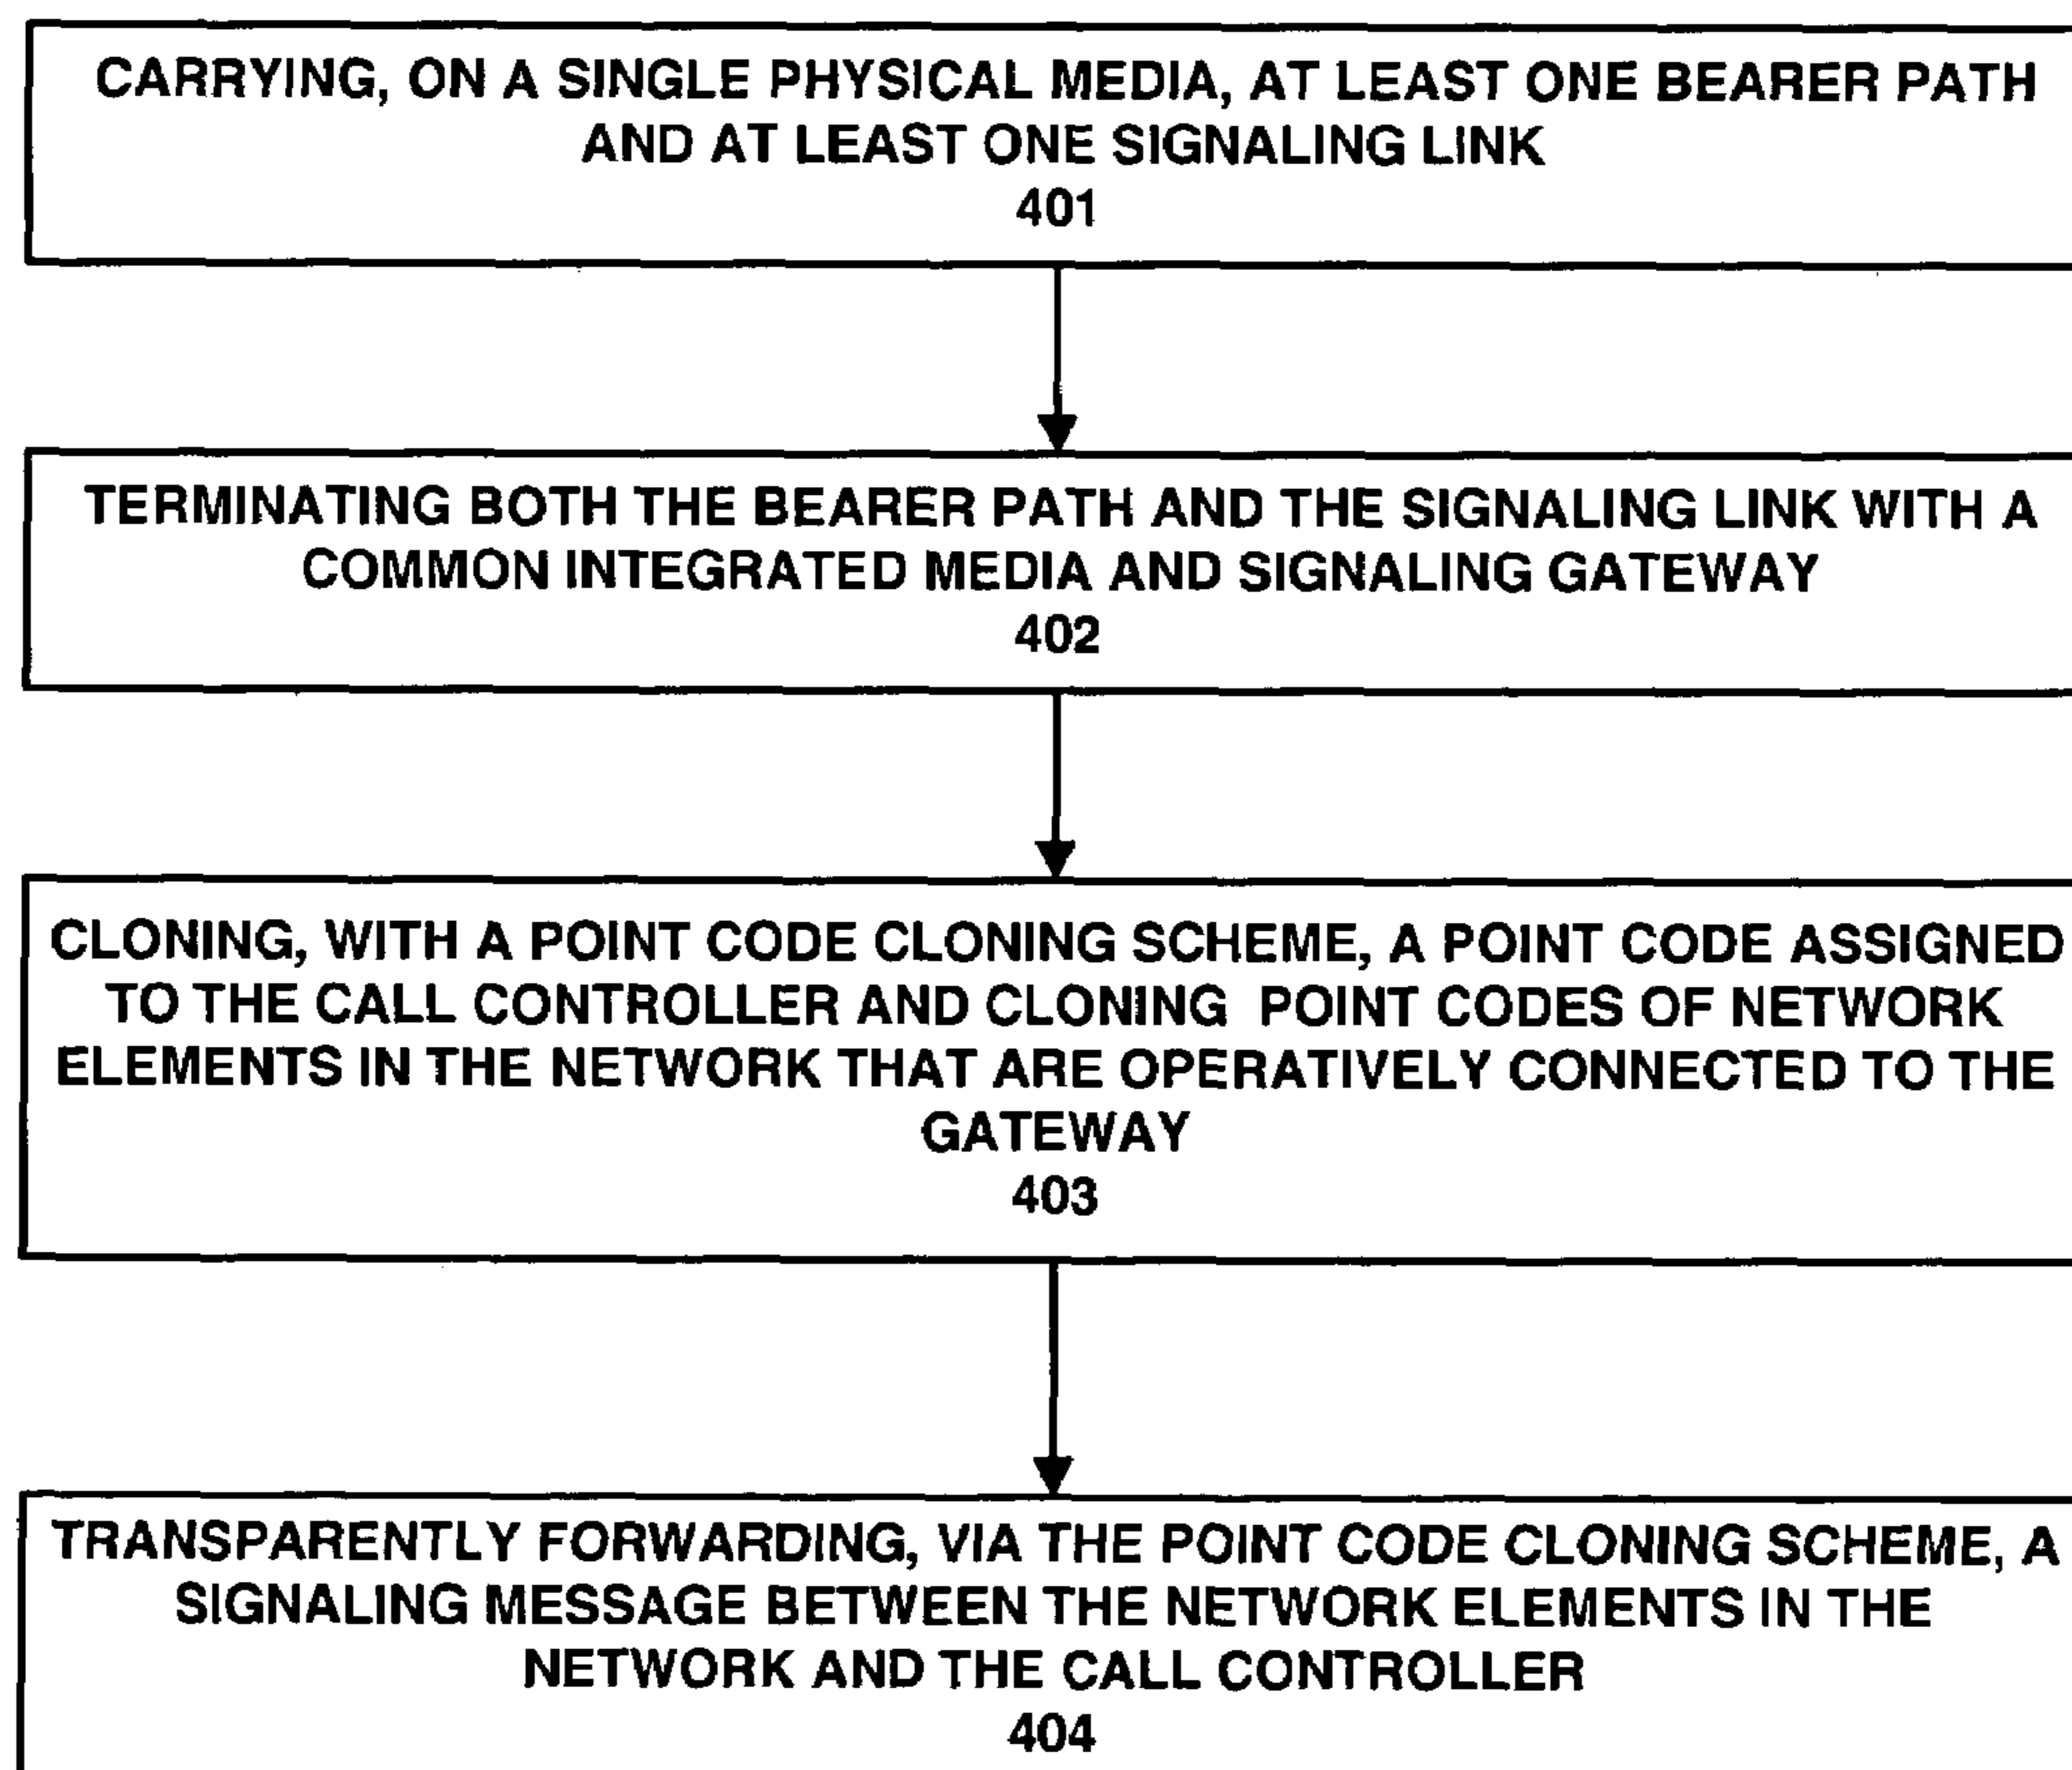 CARRYING, ON A SINGLE PHYSICAL MEDIA, AT LEAST ONE BEARER PATH
AND AT LEAST ONE SIGNALING LINK
401
TERMINATING BOTH THE BEARER PATH AND THE SIGNALING LINK WITH A
COMMON INTEGRATED MEDIA AND SIGNALING GATEWAY
402
CLONING, WITH A POINT CODE CLONING SCHEME, A POINT CODE ASSIGNED
TO THE CALL CONTROLLER AND CLONING POINT CODES OF NETWORK
ELEMENTS IN THE NETWORK THAT ARE OPERATIVELY CONNECTED TO THE
GATEWAY
403
TRANSPARENTLY FORWARDING, VIA THE POINT CODE CLONING SCHEME, A
SIGNALING MESSAGE BETWEEN THE NETWORK ELEMENTS IN THE
NETWORK AND THE CALL CONTROLLER
404